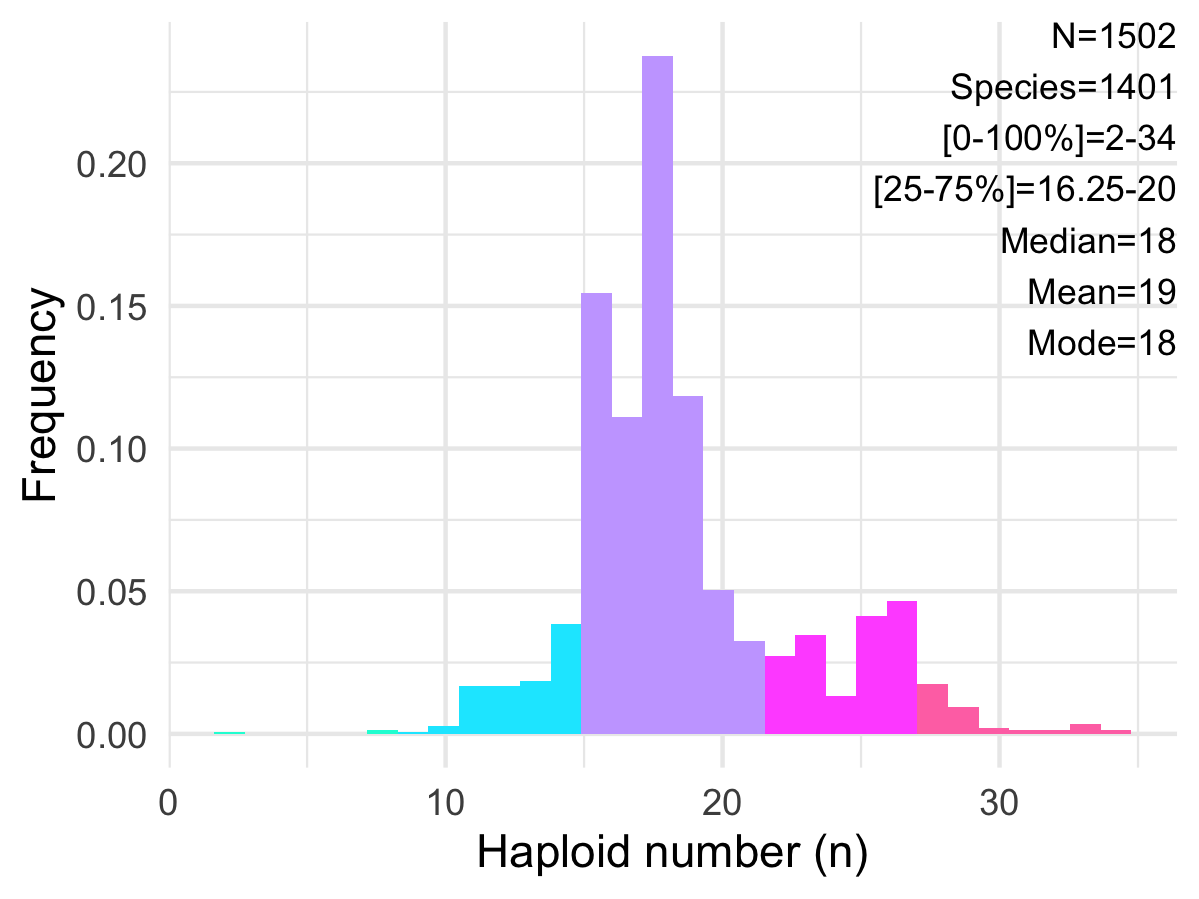 N=1502
Species=1401
[0-100%]=2-34
[25-75%]=16.25-20
Median=18
Mean=19
Mode=18
Frequency
0.20
0.15
0.10
0.05
0.00
0 10 20 30
Haploid number (n)